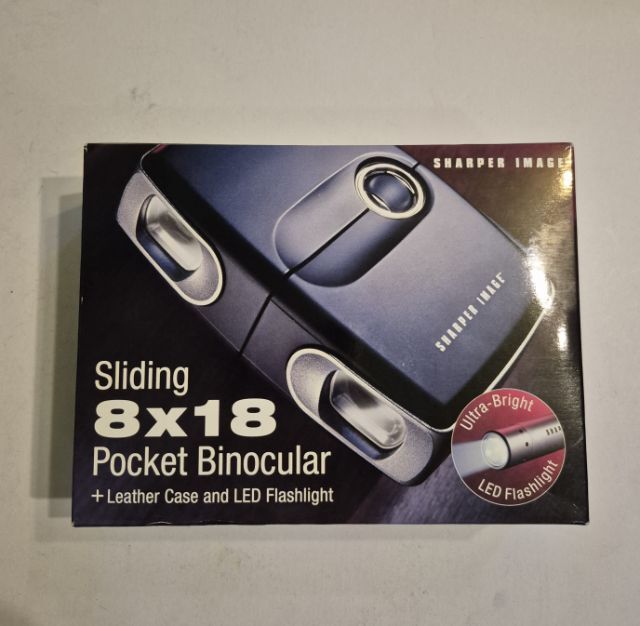 SHARPER IMAGE
SHARPER IMAGE
Sliding
8x18
Pocket Binocular
+ Leather Case and LED Flashlight
Ultra-Bright
LED Flashlight